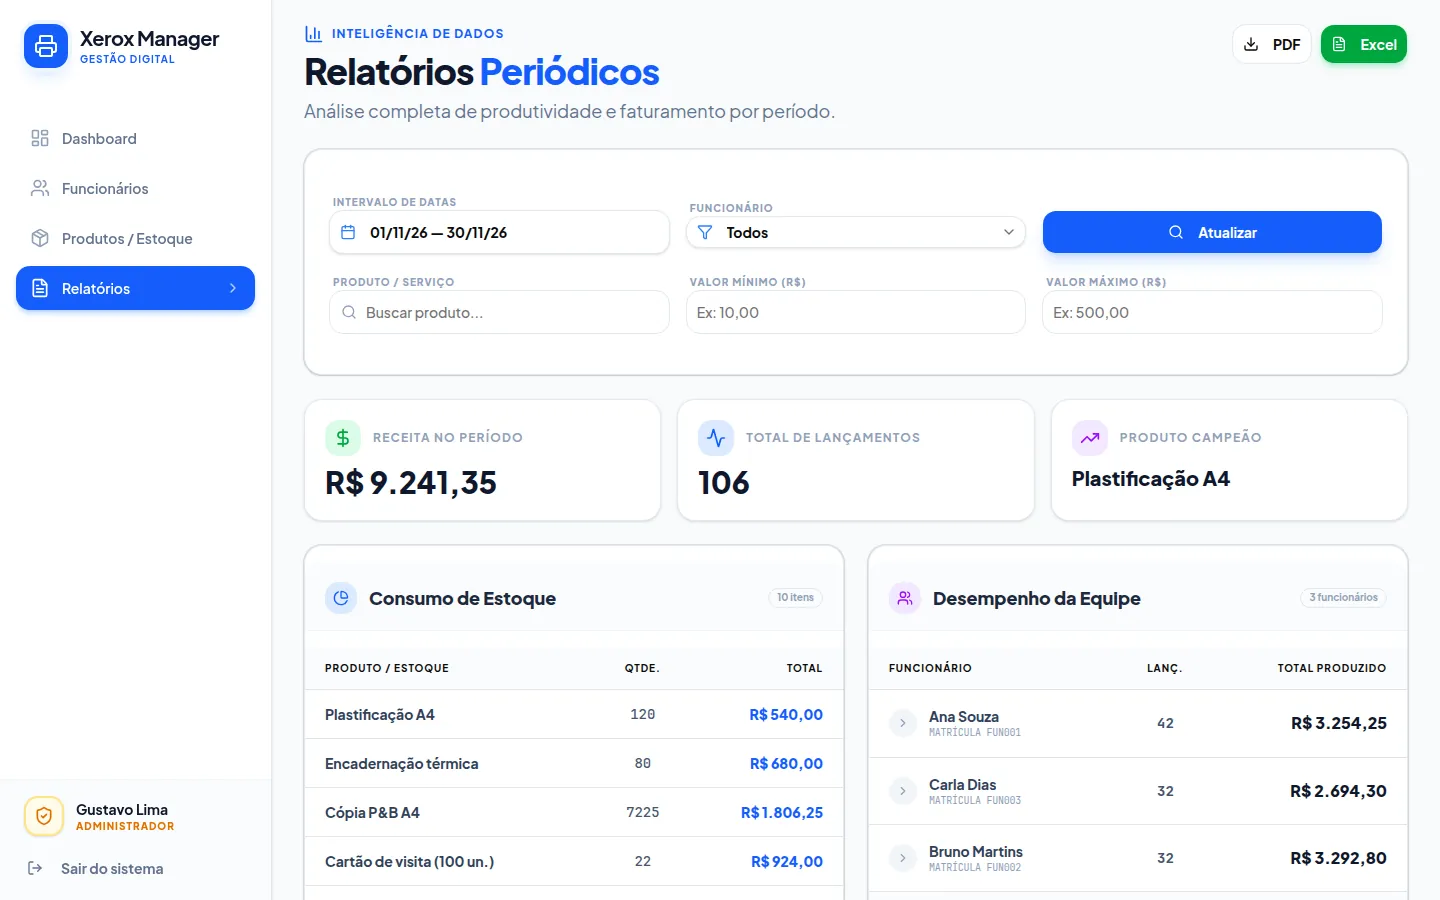 Xerox Manager
GESTÃO DIGITAL
Dashboard
Funcionários
Produtos / Estoque
Relatórios
Gustavo Lima
ADMINISTRADOR
Sair do sistema
INTELIGÊNCIA DE DADOS
Relatórios Periódicos
Análise completa de produtividade e faturamento por período.
PDF
Excel
INTERVALO DE DATAS
01/11/26 — 30/11/26
FUNCIONÁRIO
Todos
Atualizar
PRODUTO / SERVIÇO
Buscar produto...
VALOR MÍNIMO (R$)
Ex: 10,00
VALOR MÁXIMO (R$)
Ex: 500,00
RECEITA NO PERÍODO
R$ 9.241,35
TOTAL DE LANÇAMENTOS
106
PRODUTO CAMPEÃO
Plastificação A4
Consumo de Estoque
10 itens
PRODUTO / ESTOQUE QTDE. TOTAL
Plastificação A4 120 R$ 540,00
Encadernação térmica 80 R$ 680,00
Cópia P&B A4 7225 R$ 1.806,25
Cartão de visita (100 un.) 22 R$ 924,00
Desempenho da Equipe
3 funcionários
FUNCIONÁRIO LANÇ. TOTAL PRODUZIDO
Ana Souza 42 R$ 3.254,25
MATRÍCULA FUN001
Carla Dias 32 R$ 2.694,30
MATRÍCULA FUN003
Bruno Martins 32 R$ 3.292,80
MATRÍCULA FUN002